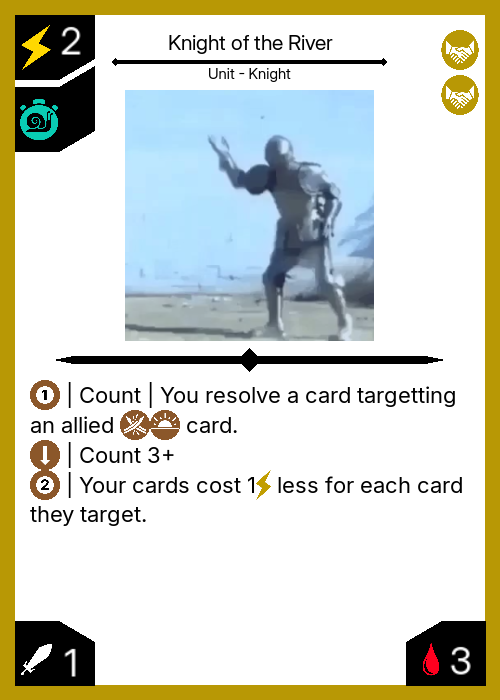 2
Knight of the River
Unit - Knight
1 | Count | You resolve a card targetting
an allied card.
| Count 3+
2 | Your cards cost 1 less for each card
they target.
1
3